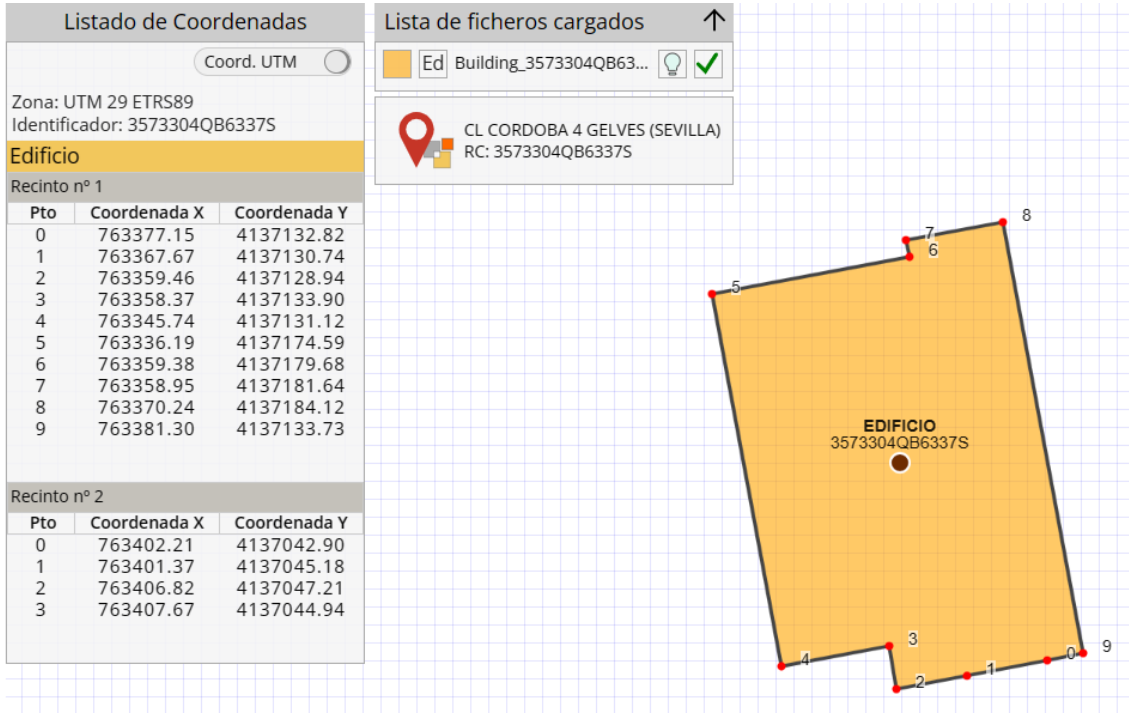 Listado de Coordenadas
Coord. UTM
Zona: UTM 29 ETRS89
Identificador: 3573304QB6337S
Edificio
Recinto nº 1
Pto Coordenada X Coordenada Y
0 763377.15 4137132.82
1 763367.67 4137130.74
2 763359.46 4137128.94
3 763358.37 4137133.90
4 763345.74 4137131.12
5 763336.19 4137174.59
6 763359.38 4137179.68
7 763358.95 4137181.64
8 763370.24 4137184.12
9 763381.30 4137133.73
Recinto nº 2
Pto Coordenada X Coordenada Y
0 763402.21 4137042.90
1 763401.37 4137045.18
2 763406.82 4137047.21
3 763407.67 4137044.94
Lista de ficheros cargados
Ed Building_3573304QB63...
CL CORDOBA 4 GELVES (SEVILLA)
RC: 3573304QB6337S
8
7
6
5
EDIFICIO
3573304QB6337S
3
9
0
4
1
2